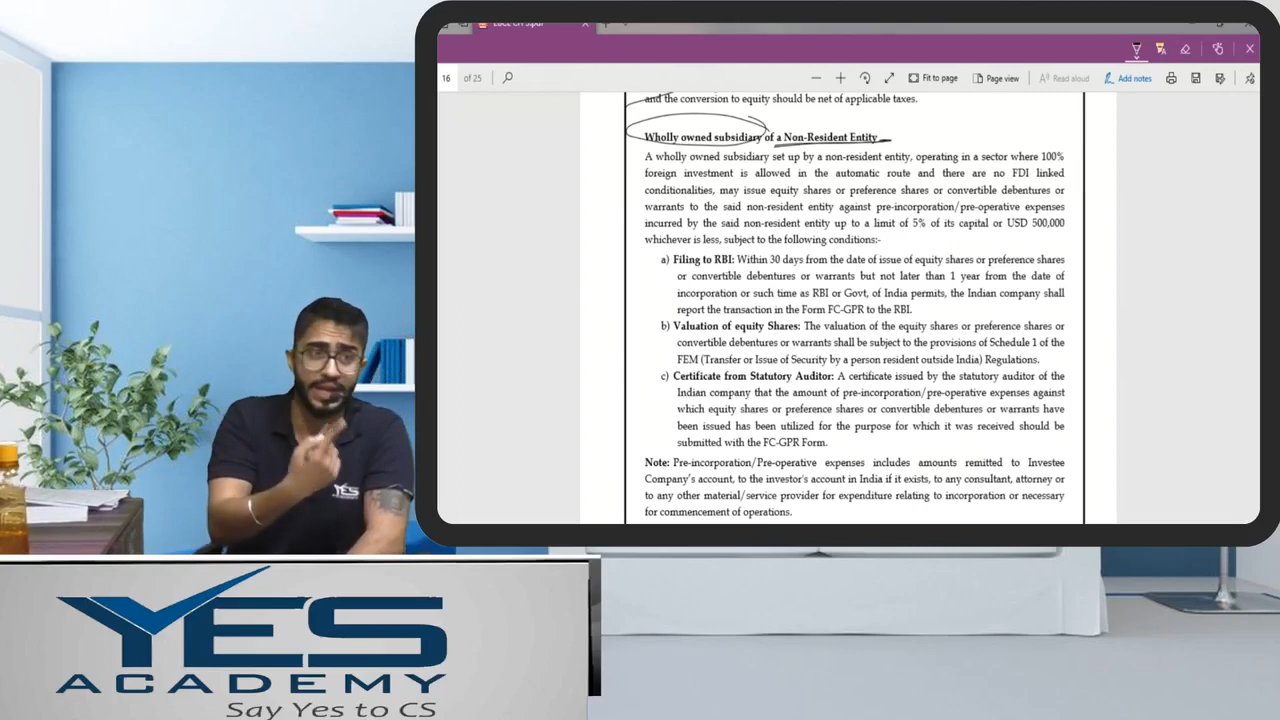 16 of 25
Fit to page
Page view
Read aloud
Add notes
and the conversion to equity should be net of applicable taxes.
Wholly owned subsidiary of a Non-Resident Entity
A wholly owned subsidiary set up by a non-resident entity, operating in a sector where 100%
foreign investment is allowed in the automatic route and there are no FDI linked
conditionalities, may issue equity shares or preference shares or convertible debentures or
warrants to the said non-resident entity against pre-incorporation/pre-operative expenses
incurred by the said non-resident entity up to a limit of 5% of its capital or USD 500,000
whichever is less, subject to the following conditions:-
a) Filing to RBI: Within 30 days from the date of issue of equity shares or preference shares
or convertible debentures or warrants but not later than 1 year from the date of
incorporation or such time as RBI or Govt, of India permits, the Indian company shall
report the transaction in the Form FC-GPR to the RBI.
b) Valuation of equity Shares: The valuation of the equity shares or preference shares or
convertible debentures or warrants shall be subject to the provisions of Schedule 1 of the
FEM (Transfer or Issue of Security by a person resident outside India) Regulations.
c) Certificate from Statutory Auditor: A certificate issued by the statutory auditor of the
Indian company that the amount of pre-incorporation/pre-operative expenses against
which equity shares or preference shares or convertible debentures or warrants have
been issued has been utilized for the purpose for which it was received should be
submitted with the FC-GPR Form.
Note: Pre-incorporation/Pre-operative expenses includes amounts remitted to Investee
Company's account, to the investor's account in India if it exists, to any consultant, attorney or
to any other material/service provider for expenditure relating to incorporation or necessary
for commencement of operations.
YES
YES
ACADEMY
Say Yes to CS